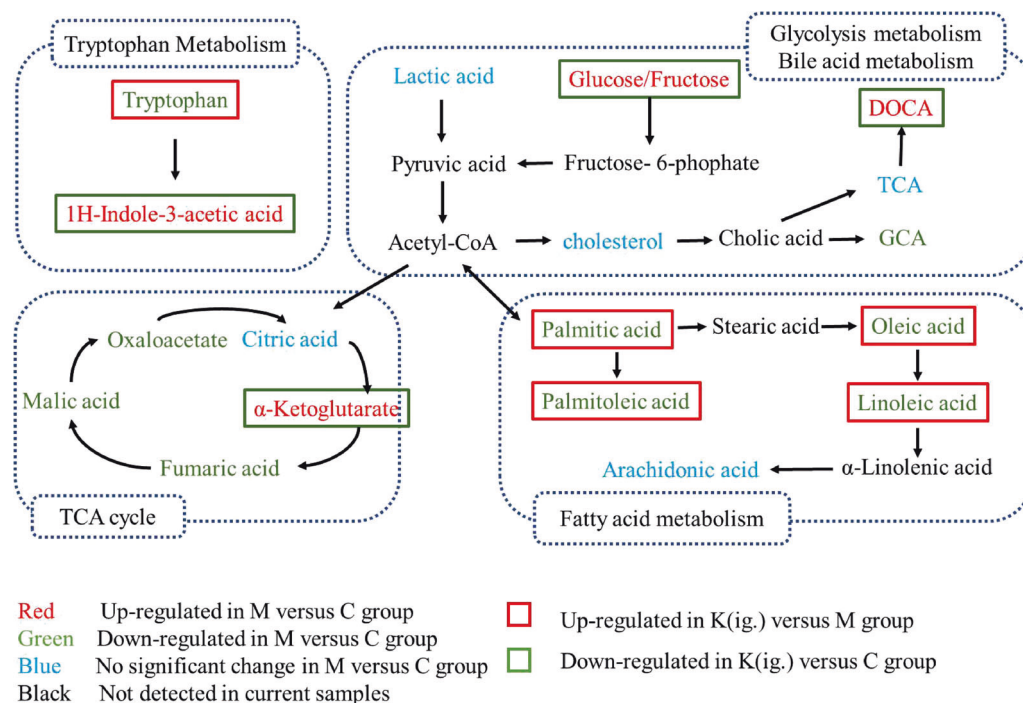 Tryptophan Metabolism
Tryptophan
1H-Indole-3-acetic acid
Glycolysis metabolism
Bile acid metabolism
Lactic acid
Glucose/Fructose
DOCA
Pyruvic acid
Fructose- 6-phophate
TCA
Acetyl-CoA
cholesterol
Cholic acid
GCA
Oxaloacetate
Citric acid
Malic acid
α-Ketoglutarate
Fumaric acid
TCA cycle
Palmitic acid
Stearic acid
Oleic acid
Palmitoleic acid
Linoleic acid
Arachidonic acid
α-Linolenic acid
Fatty acid metabolism
Red Up-regulated in M versus C group
Green Down-regulated in M versus C group
Blue No significant change in M versus C group
Black Not detected in current samples
Up-regulated in K(ig.) versus M group
Down-regulated in K(ig.) versus C group